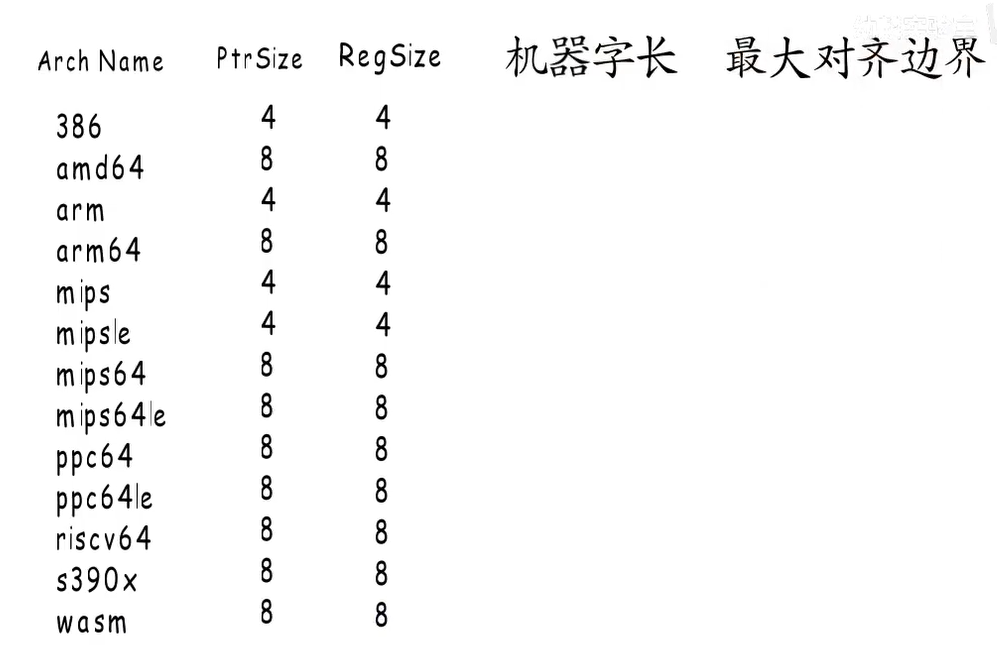 Arch Name PtrSize RegSize 机器字长 最大对齐边界
386 4 4
amd64 8 8
arm 4 4
arm64 8 8
mips 4 4
mipsle 4 4
mips64 8 8
mips64le 8 8
ppc64 8 8
ppc64le 8 8
riscv64 8 8
s390x 8 8
wasm 8 8